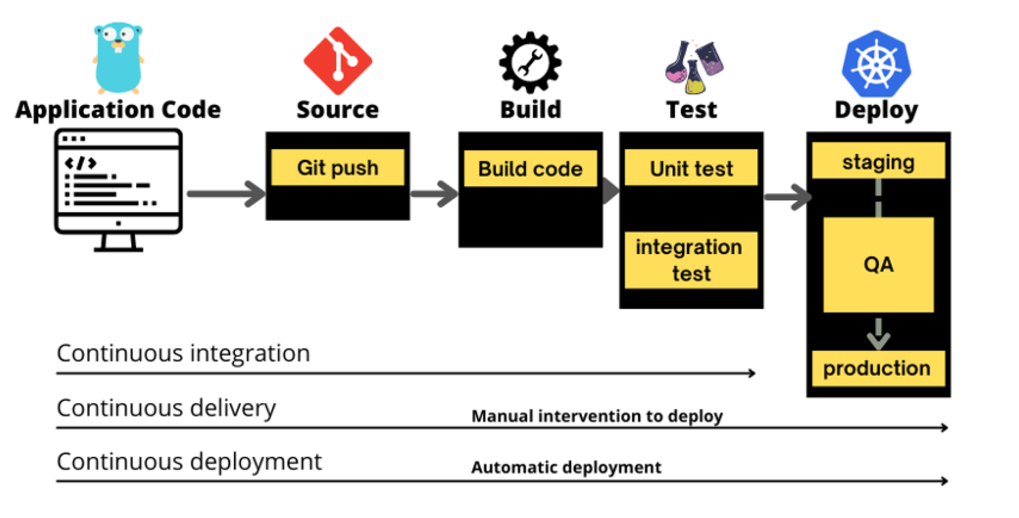 Application Code
Source
Build
Test
Deploy
</>
Git push
Build code
Unit test
integration
test
staging
QA
production
Continuous integration
Continuous delivery
Manual intervention to deploy
Continuous deployment
Automatic deployment